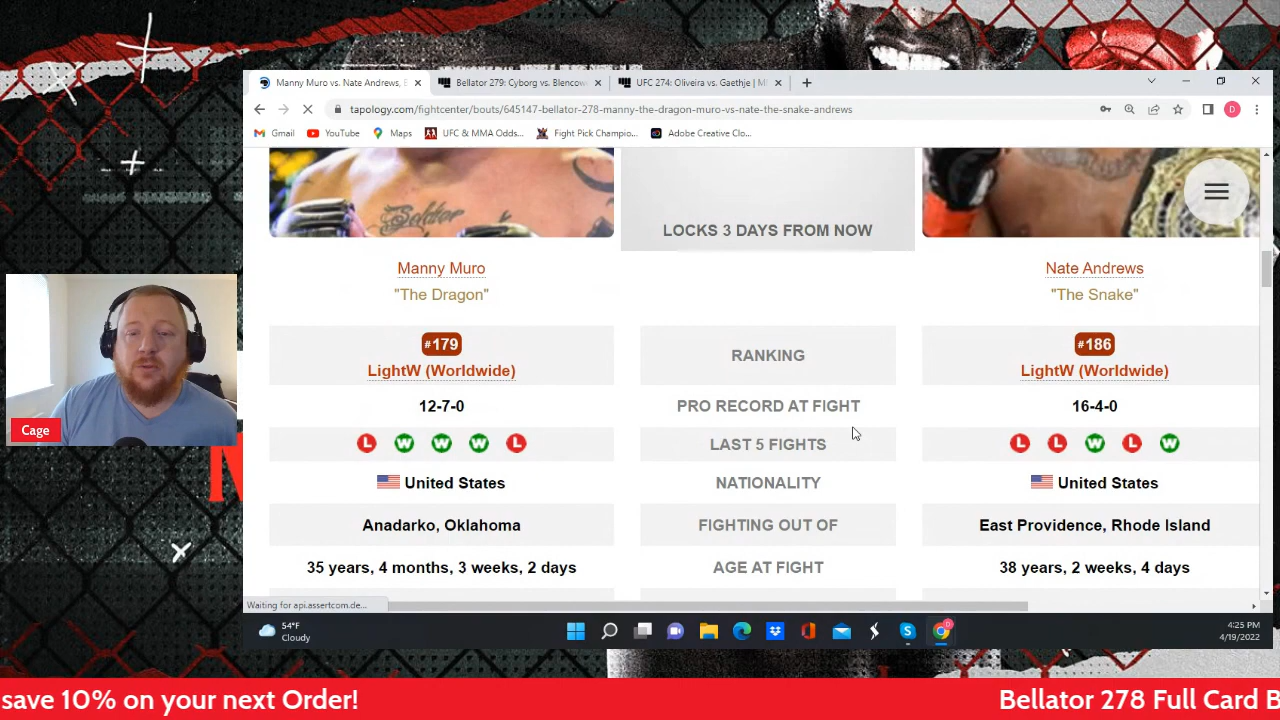 Manny Muro vs. Nate Andrews, B
Bellator 279: Cyborg vs. Blencow
UFC 274: Oliveira vs. Gaethje | M
tapology.com/fightcenter/bouts/645147-bellator-278-manny-the-dragon-muro-vs-nate-the-snake-andrews
Gmail YouTube Maps UFC & MMA Odds... Fight Pick Champio... Adobe Creative Clo...
D
Soldier
LOCKS 3 DAYS FROM NOW
Manny Muro
Nate Andrews
"The Dragon"
"The Snake"
#179
LightW (Worldwide)
RANKING
#186
LightW (Worldwide)
12-7-0 PRO RECORD AT FIGHT 16-4-0
L W W W L LAST 5 FIGHTS L L W L W
United States NATIONALITY United States
Anadarko, Oklahoma FIGHTING OUT OF East Providence, Rhode Island
35 years, 4 months, 3 weeks, 2 days AGE AT FIGHT 38 years, 2 weeks, 4 days
Cage
Waiting for api.assertcom.de...
54°F
Cloudy
4:25 PM
4/19/2022
save 10% on your next Order!
Bellator 278 Full Card B